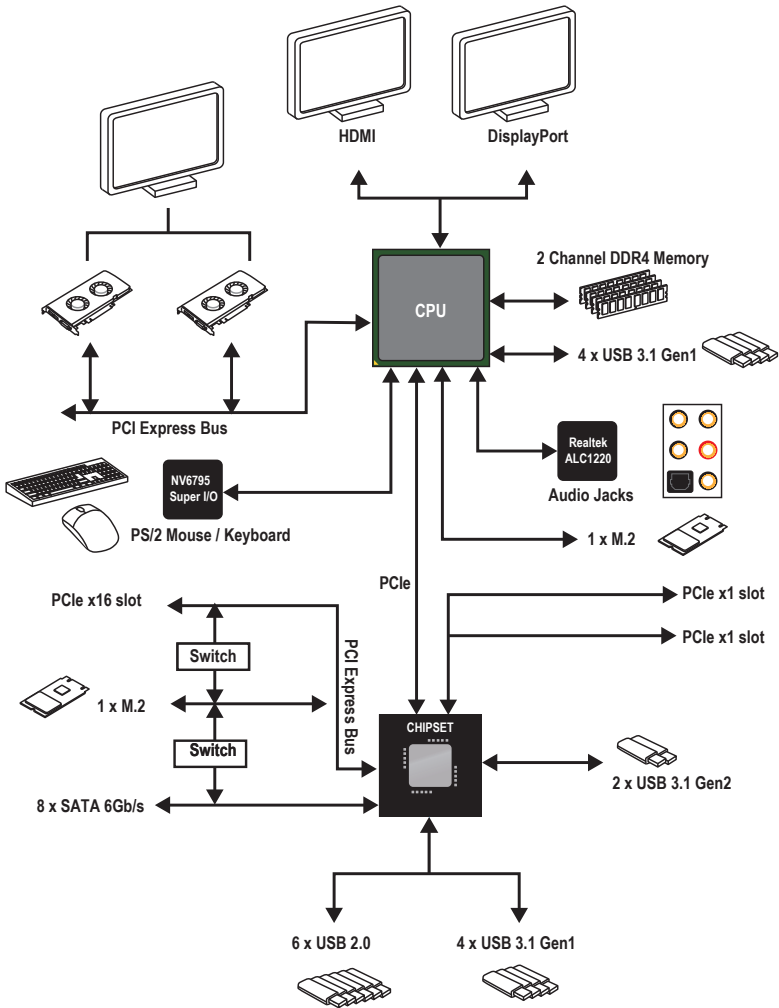 HDMI
DisplayPort
2 Channel DDR4 Memory
CPU
4 x USB 3.1 Gen1
PCI Express Bus
Realtek
ALC1220
Audio Jacks
NV6795
Super I/O
PS/2 Mouse / Keyboard
1 x M.2
PCIe
PCIe x16 slot
PCIe x1 slot
PCIe x1 slot
Switch
PCI Express Bus
1 x M.2
CHIPSET
Switch
2 x USB 3.1 Gen2
8 x SATA 6Gb/s
6 x USB 2.0
4 x USB 3.1 Gen1